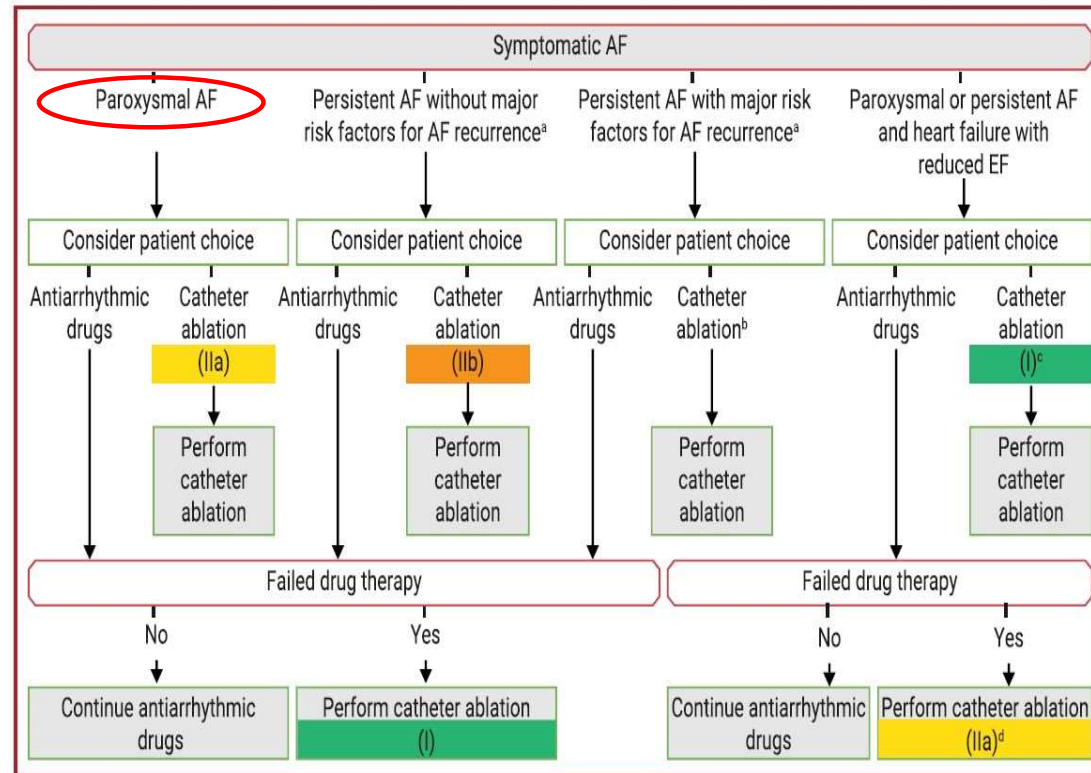 Symptomatic AF
Paroxysmal AF
Persistent AF without major
risk factors for AF recurrenceᵃ
Persistent AF with major risk
factors for AF recurrenceᵃ
Paroxysmal or persistent AF
and heart failure with
reduced EF
Consider patient choice
Consider patient choice
Consider patient choice
Consider patient choice
Antiarrhythmic
drugs
Catheter
ablation
(IIa)
Antiarrhythmic
drugs
Catheter
ablation
(IIb)
Antiarrhythmic
drugs
Catheter
ablationᵇ
Antiarrhythmic
drugs
Catheter
ablation
(I)ᶜ
Perform
catheter
ablation
Perform
catheter
ablation
Perform
catheter
ablation
Perform
catheter
ablation
Failed drug therapy
Failed drug therapy
No
Yes
No
Yes
Continue antiarrhythmic
drugs
Perform catheter ablation
(I)
Continue antiarrhythmic
drugs
Perform catheter ablation
(IIa)ᵈ